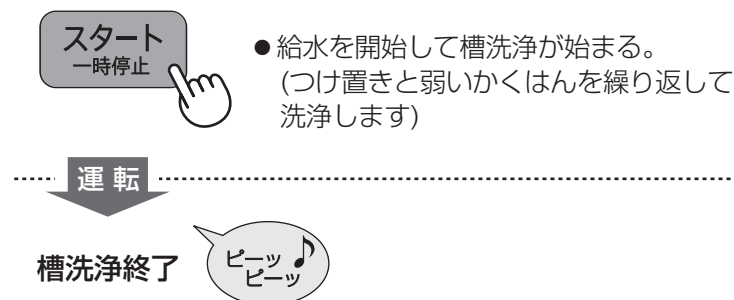 スタート
一時停止
●給水を開始して槽洗浄が始まる。
(つけ置きと弱いかくはんを繰り返して
洗浄します)
運転
槽洗浄終了
ピーッ♪
ピーッ